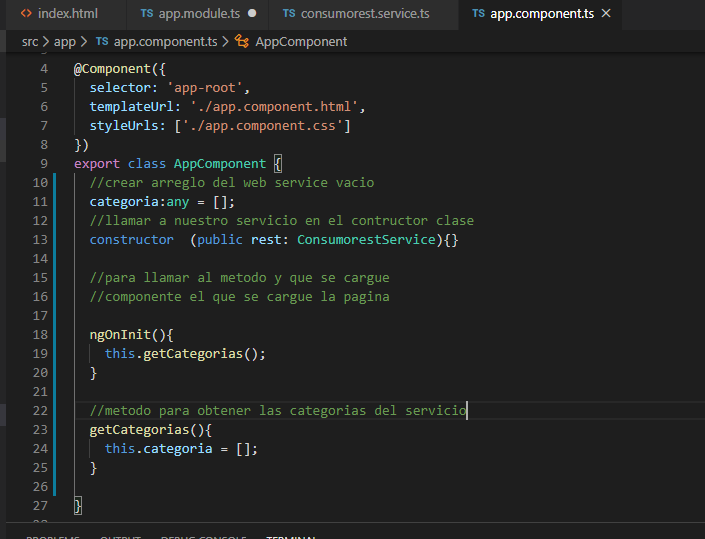 index.html
TS app.module.ts
TS consumorest.service.ts
TS app.component.ts
src > app > TS app.component.ts > AppComponent
4 @Component({
5 selector: 'app-root',
6 templateUrl: './app.component.html',
7 styleUrls: ['./app.component.css']
8 })
9 export class AppComponent {
10 //crear arreglo del web service vacio
11 categoria:any = [];
12 //llamar a nuestro servicio en el contructor clase
13 constructor  (public rest: ConsumorestService){}
14
15 //para llamar al metodo y que se cargue
16 //componente el que se cargue la pagina
17
18 ngOnInit(){
19 this.getCategorias();
20 }
21
22 //metodo para obtener las categorias del servicio
23 getCategorias(){
24 this.categoria = [];
25 }
26
27 }
PROBLEMS OUTPUT DEBUG CONSOLE TERMINAL